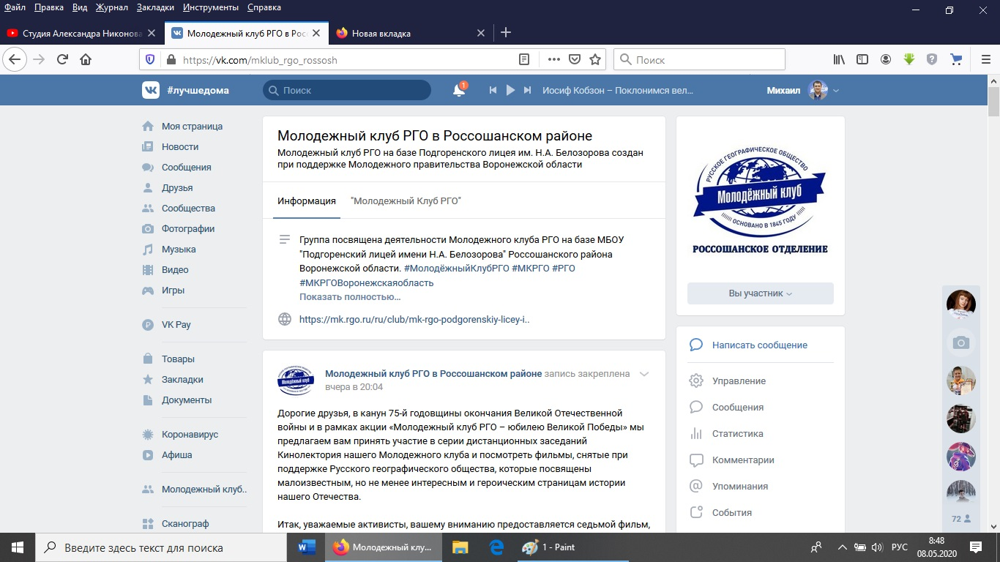 Файл Правка Вид Журнал Закладки Инструменты Справка
Студия Александра Никонова
Молодежный клуб РГО в Росс
Новая вкладка
https://vk.com/mklub_rgo_rossosh
Поиск
#лучшедома
Поиск
1
Иосиф Кобзон – Поклонимся вел...
Михаил
Моя страница
Новости
Сообщения
Друзья
Сообщества
Фотографии
Музыка
Видео
Игры
VK Pay
Товары
Закладки
Документы
Коронавирус
Афиша
Молодежный клуб..
Сканограф
Молодежный клуб РГО в Россошанском районе
Молодежный клуб РГО на базе Подгоренского лицея им. Н.А. Белозорова создан
при поддержке Молодежного правительства Воронежской области
Информация
"Молодежный Клуб РГО"
Группа посвящена деятельности Молодежного клуба РГО на базе МБОУ
"Подгоренский лицей имени Н.А. Белозорова" Россошанского района
Воронежской области. #МолодёжныйКлубРГО #МКРГО #РГО
#МКРГОВоронежскаяобласть
Показать полностью…
https://mk.rgo.ru/ru/club/mk-rgo-podgorenskiy-licey-i..
Молодёжный клуб
Молодежный клуб РГО в Россошанском районе запись закреплена
вчера в 20:04
Дорогие друзья, в канун 75-й годовщины окончания Великой Отечественной
войны и в рамках акции «Молодежный клуб РГО – юбилею Великой Победы» мы
предлагаем вам принять участие в серии дистанционных заседаний
Кинолектория нашего Молодежного клуба и посмотреть фильмы, снятые при
поддержке Русского географического общества, которые посвящены
малоизвестным, но не менее интересным и героическим страницам истории
нашего Отечества.
Итак, уважаемые активисты, вашему вниманию предоставляется седьмой фильм,
РУССКОЕ ГЕОГРАФИЧЕСКОЕ ОБЩЕСТВО
Молодёжный клуб
ОСНОВАНО В 1845 ГОДУ
РОССОШАНСКОЕ ОТДЕЛЕНИЕ
Вы участник
Написать сообщение
Управление
Сообщения
Статистика
Комментарии
Упоминания
События
72
Введите здесь текст для поиска
Молодежный клу...
1 - Paint
РУС
8:48
08.05.2020